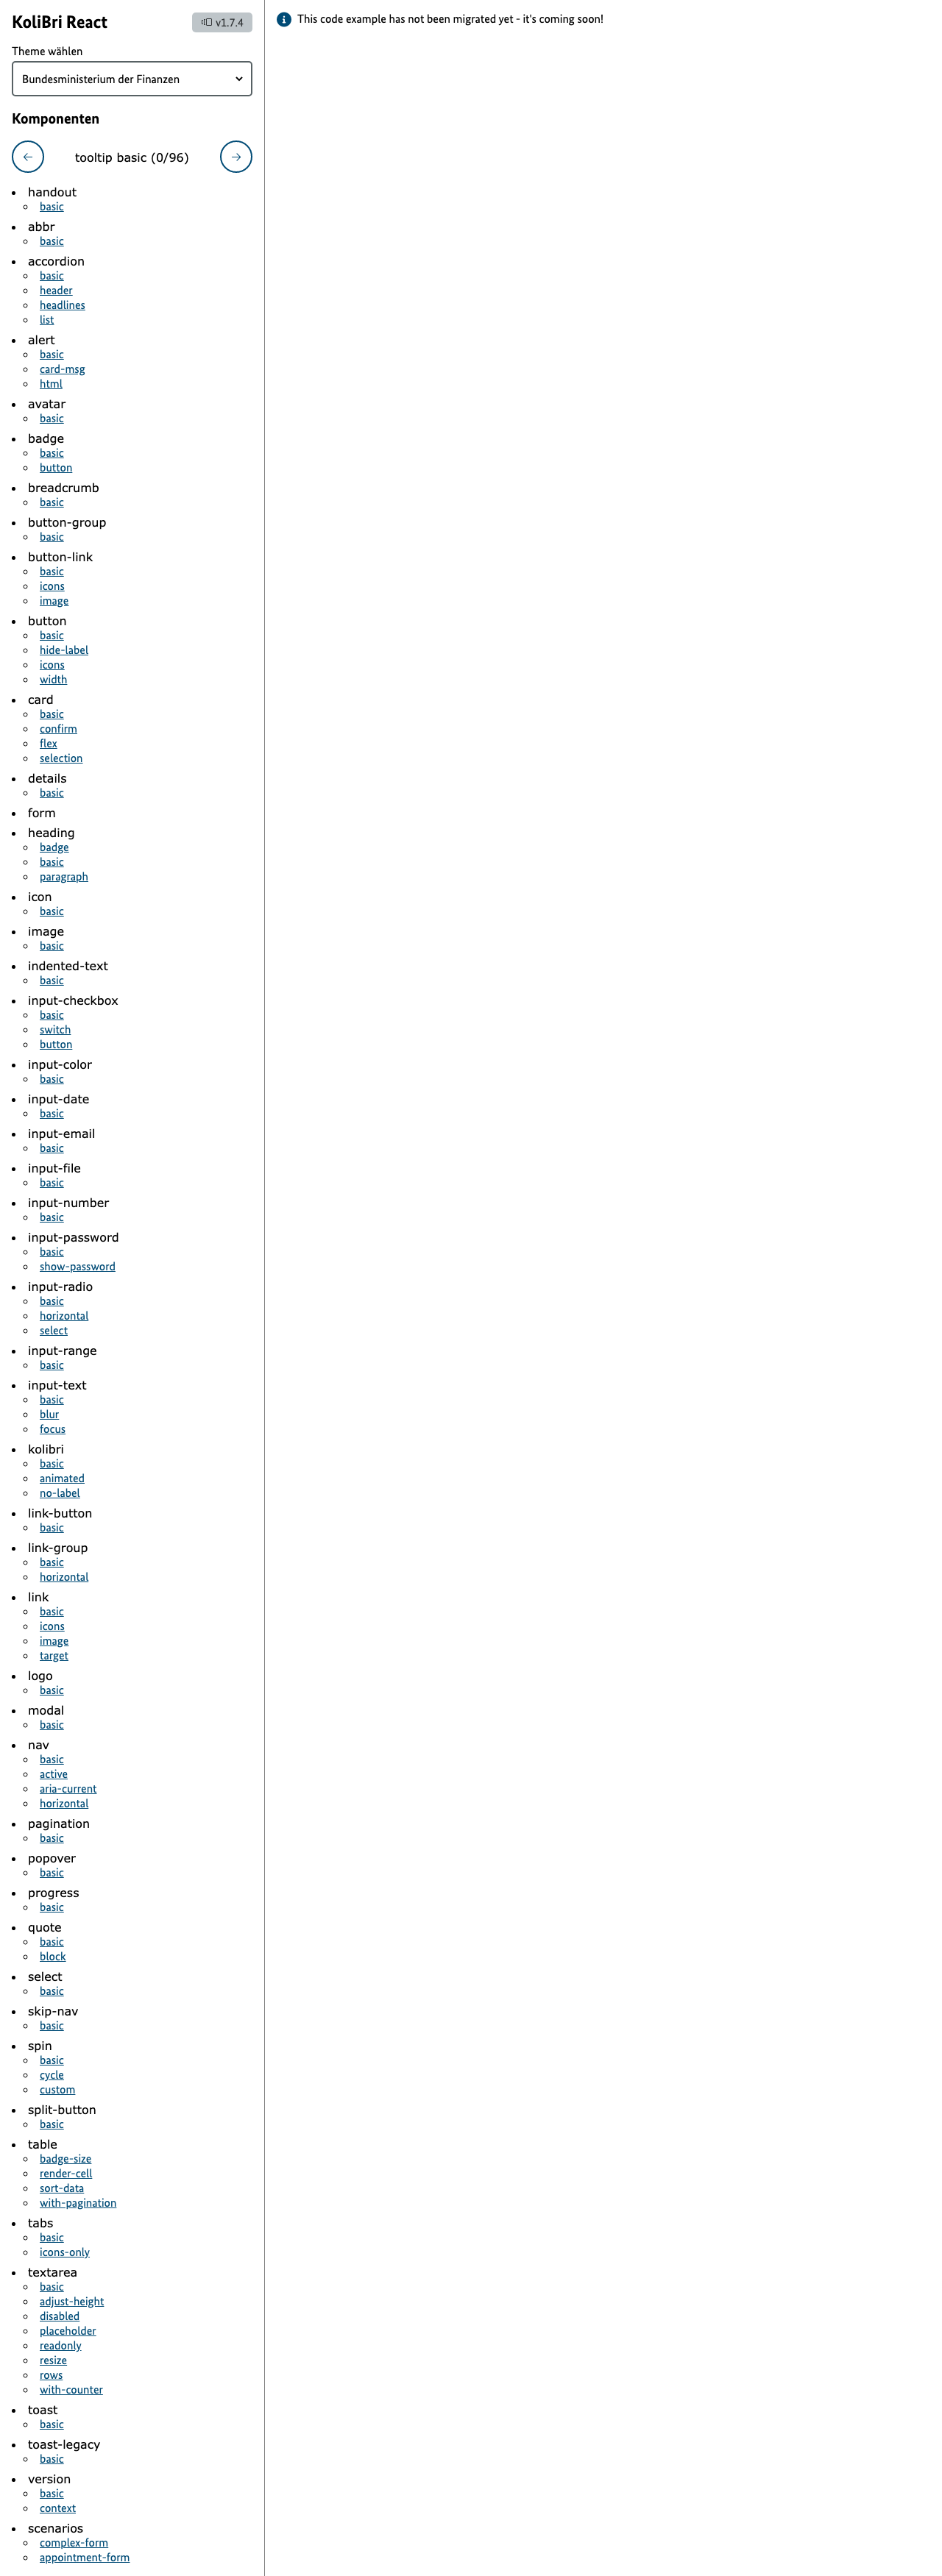 KoliBri React
v1.7.4
Theme wählen
Bundesministerium der Finanzen
Komponenten
tooltip basic (0/96)
handout
basic
abbr
basic
accordion
basic
header
headlines
list
alert
basic
card-msg
html
avatar
basic
badge
basic
button
breadcrumb
basic
button-group
basic
button-link
basic
icons
image
button
basic
hide-label
icons
width
card
basic
confirm
flex
selection
details
basic
form
heading
badge
basic
paragraph
icon
basic
image
basic
indented-text
basic
input-checkbox
basic
switch
button
input-color
basic
input-date
basic
input-email
basic
input-file
basic
input-number
basic
input-password
basic
show-password
input-radio
basic
horizontal
select
input-range
basic
input-text
basic
blur
focus
kolibri
basic
animated
no-label
link-button
basic
link-group
basic
horizontal
link
basic
icons
image
target
logo
basic
modal
basic
nav
basic
active
aria-current
horizontal
pagination
basic
popover
basic
progress
basic
quote
basic
block
select
basic
skip-nav
basic
spin
basic
cycle
custom
split-button
basic
table
badge-size
render-cell
sort-data
with-pagination
tabs
basic
icons-only
textarea
basic
adjust-height
disabled
placeholder
readonly
resize
rows
with-counter
toast
basic
toast-legacy
basic
version
basic
context
scenarios
complex-form
appointment-form
This code example has not been migrated yet - it's coming soon!